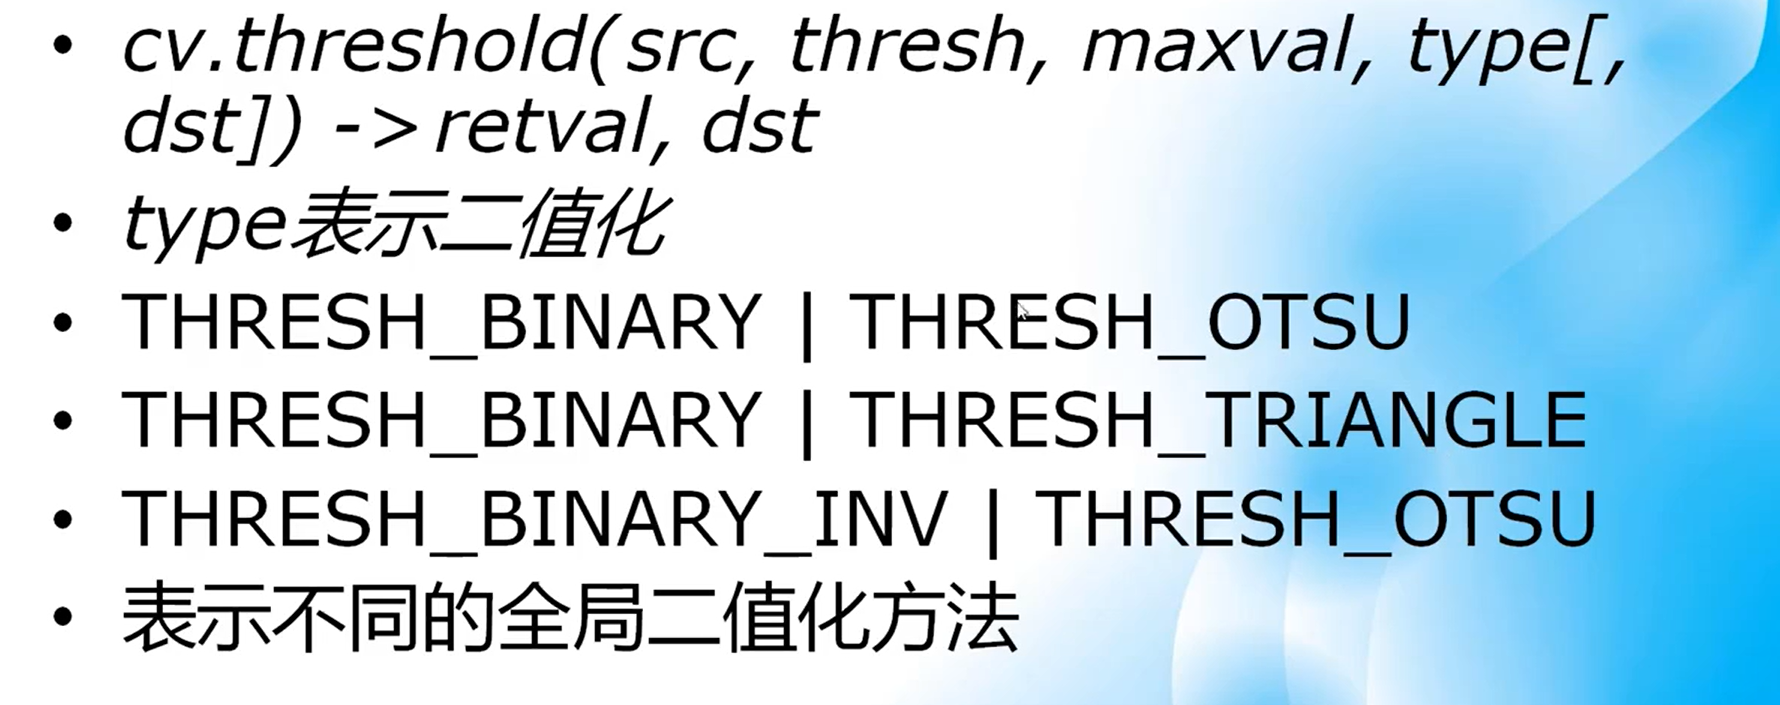 • cv.threshold(src, thresh, maxval, type[,
dst]) ->retval, dst
• type表示二值化
• THRESH_BINARY | THRESH_OTSU
• THRESH_BINARY | THRESH_TRIANGLE
• THRESH_BINARY_INV | THRESH_OTSU
• 表示不同的全局二值化方法